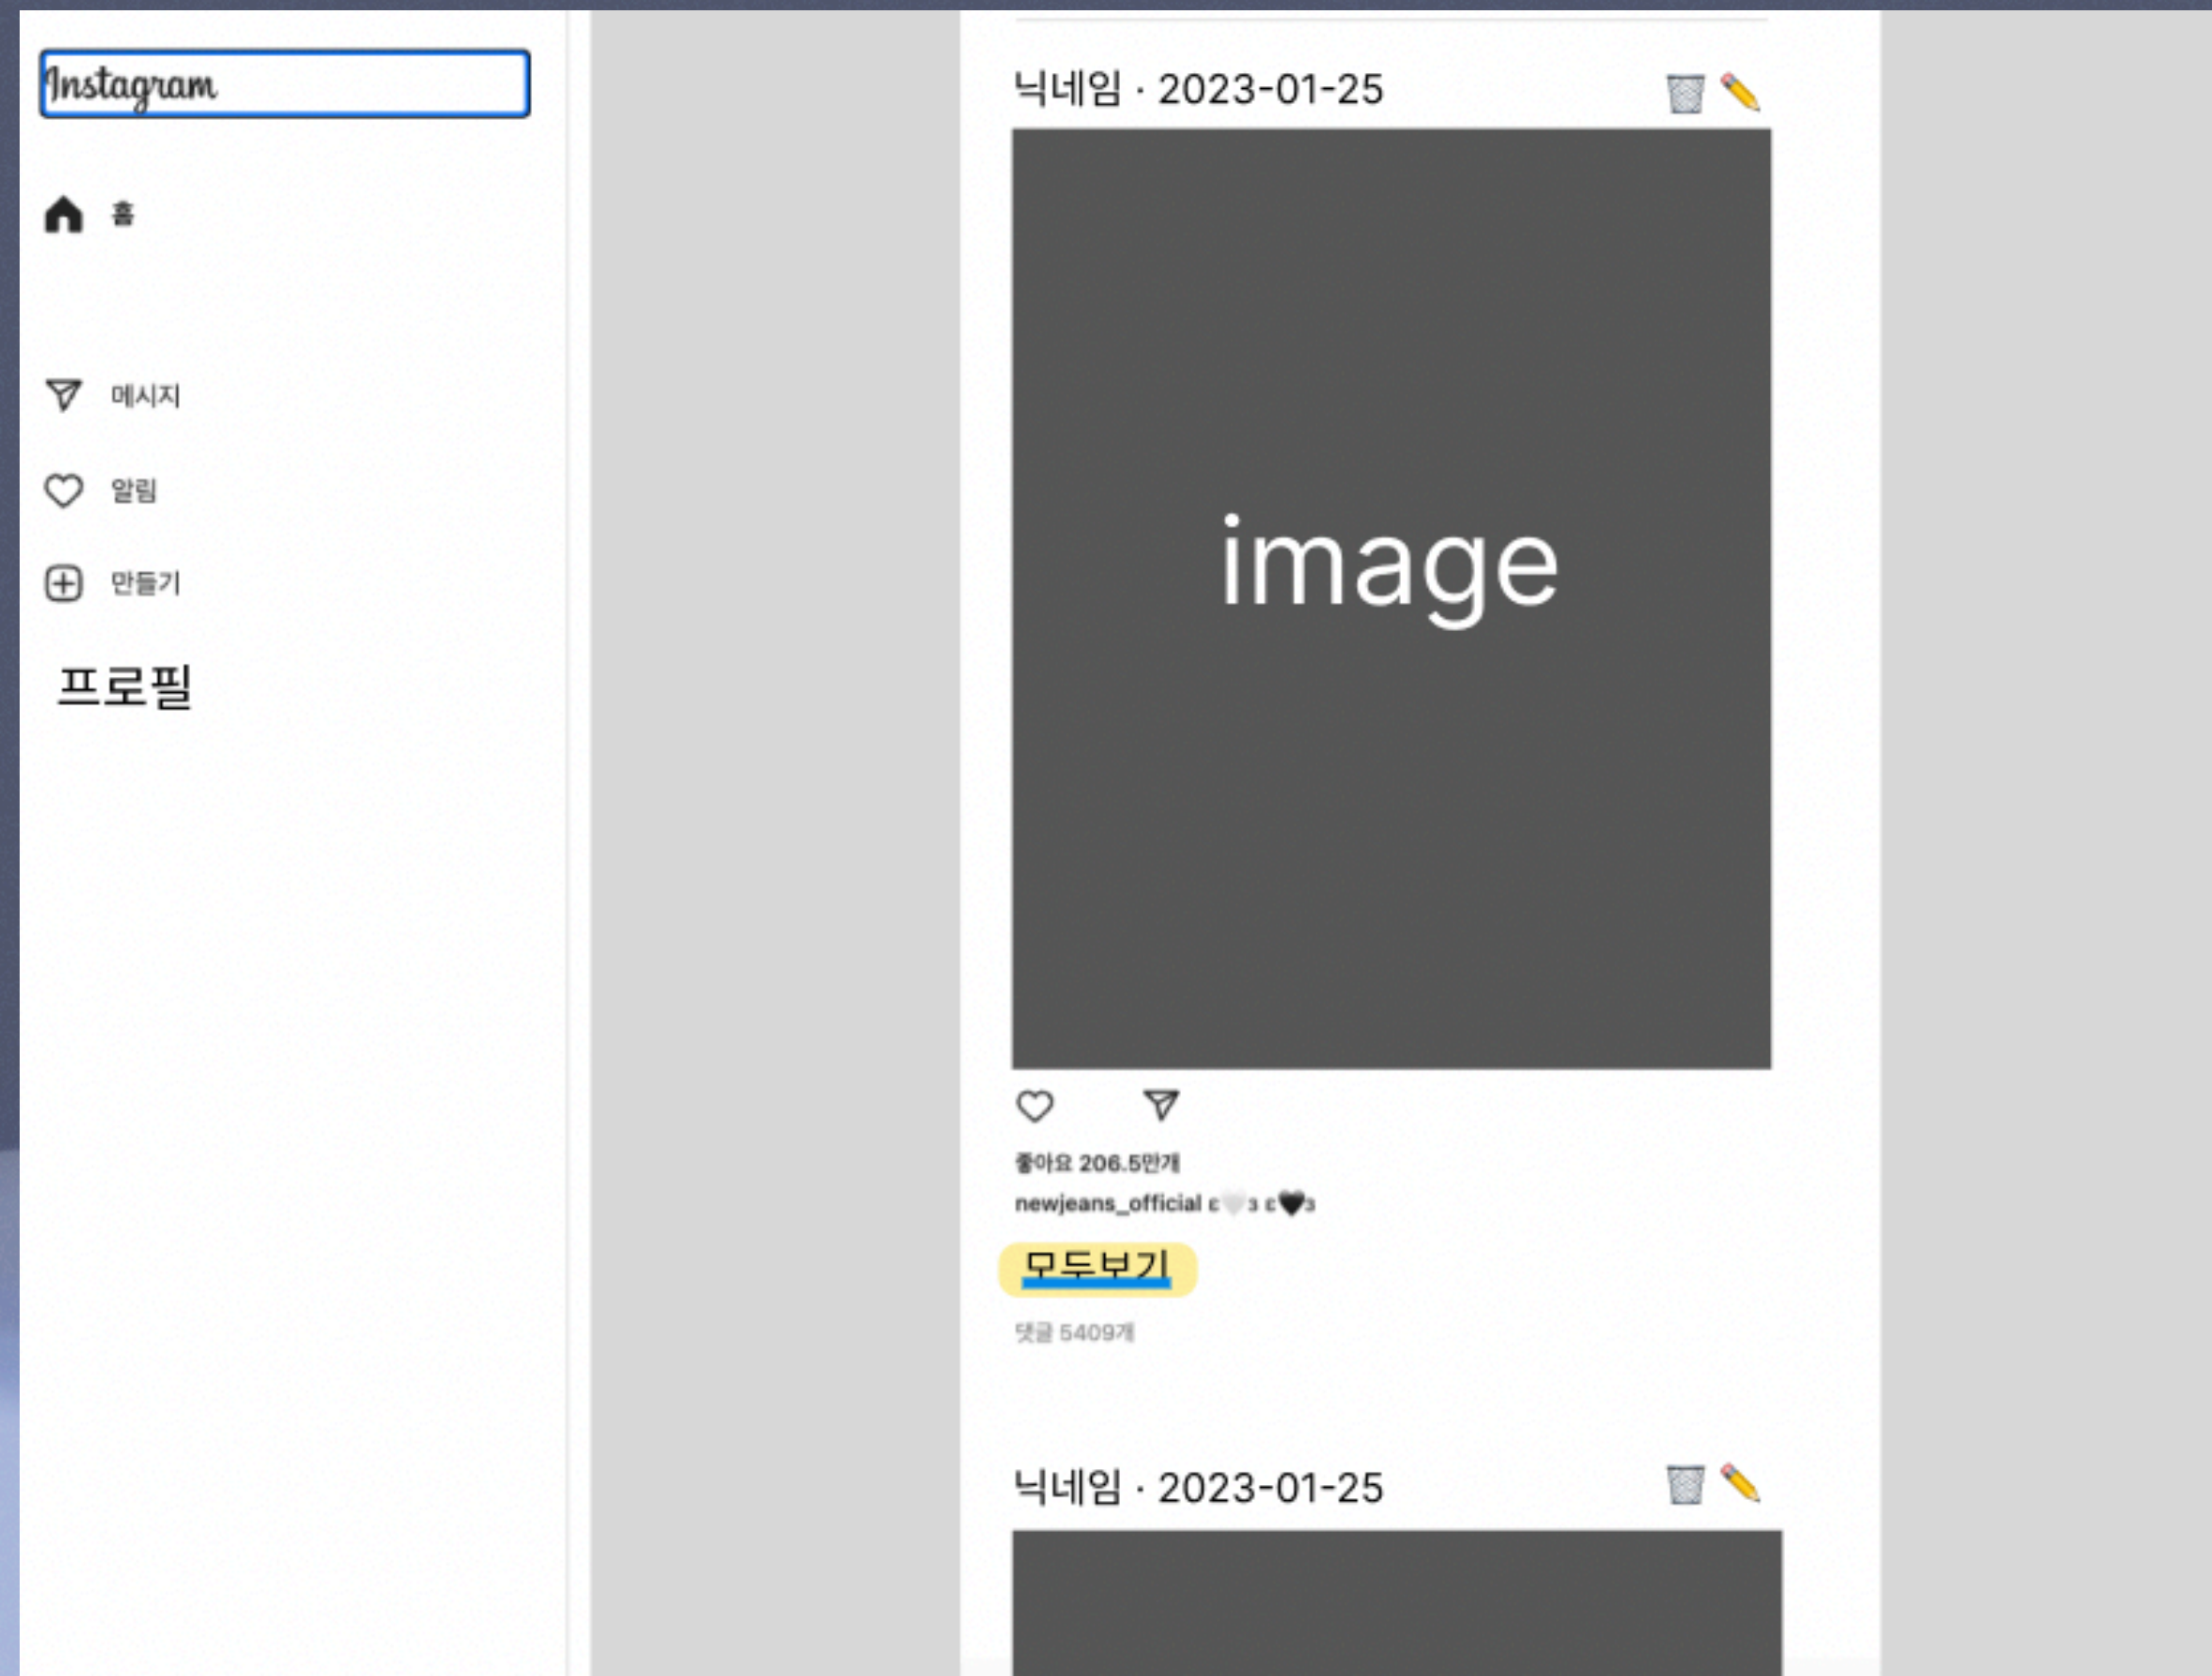 Instagram
홈
메시지
알림
만들기
프로필
닉네임 · 2023-01-25
image
좋아요 206.5만개
newjeans_official ε🤍з ε🖤з
모두보기
댓글 5409개
닉네임 · 2023-01-25